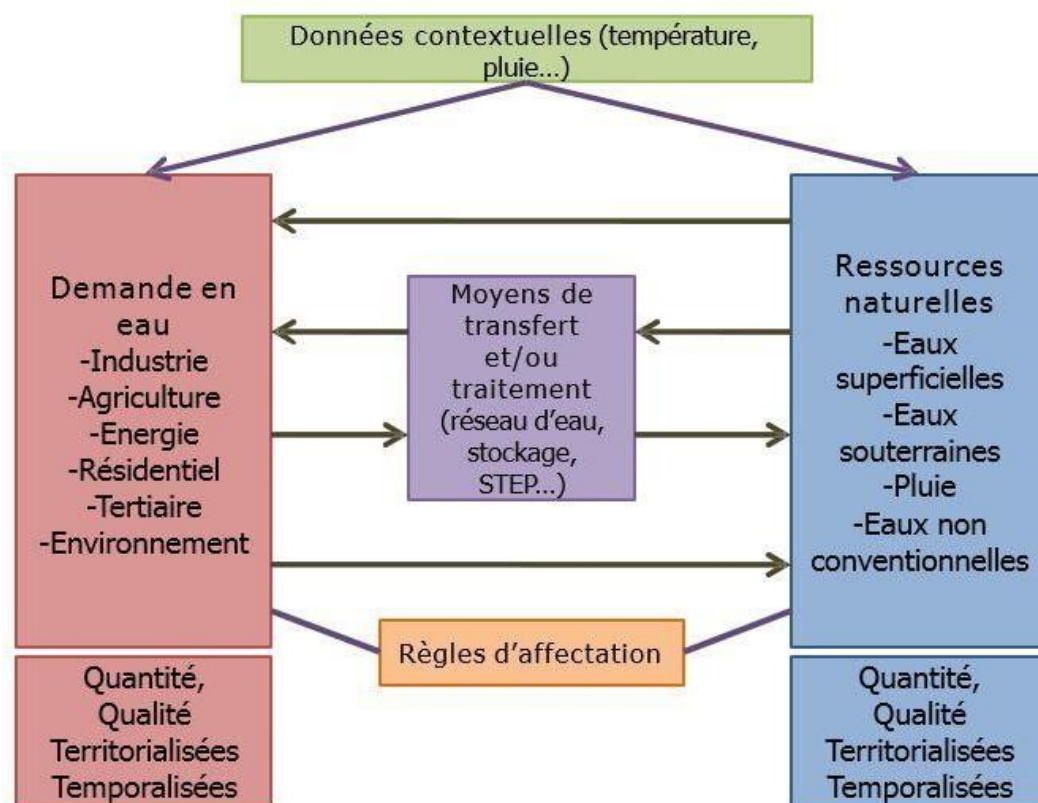 Données contextuelles (température,
pluie...)
Demande en
eau
-Industrie
-Agriculture
-Energie
-Résidentiel
-Tertiaire
-Environnement
Moyens de
transfert
et/ou
traitement
(réseau d'eau,
stockage,
STEP...)
Ressources
naturelles
-Eaux
superficielles
-Eaux
souterraines
-Pluie
-Eaux non
conventionnelles
Règles d'affectation
Quantité,
Qualité
Territorialisées
Temporalisées
Quantité,
Qualité
Territorialisées
Temporalisées